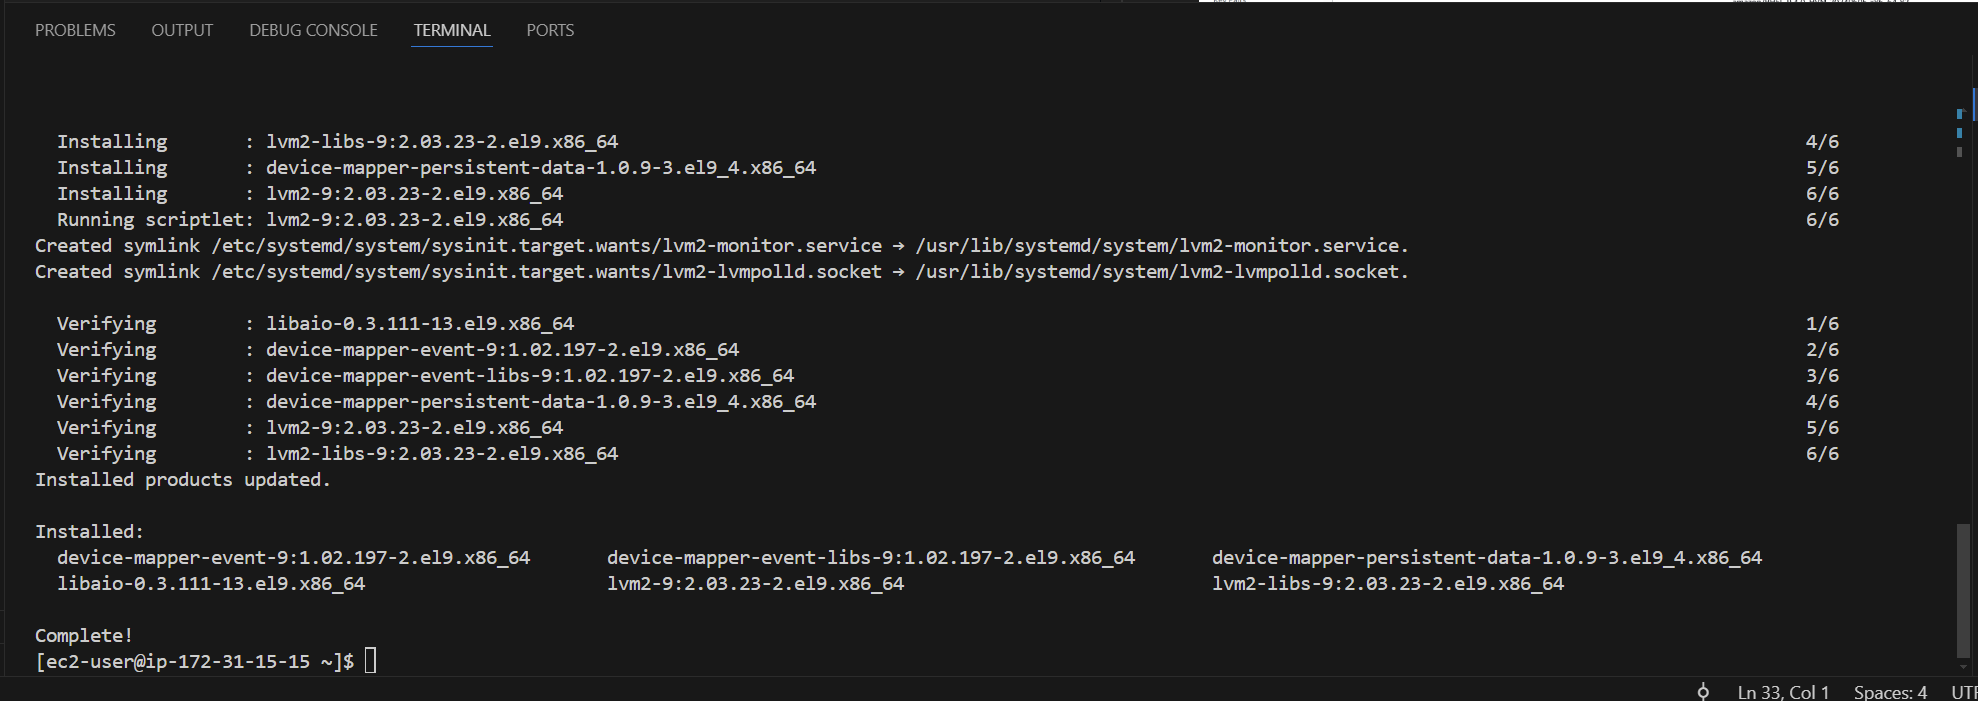 PROBLEMS OUTPUT DEBUG CONSOLE TERMINAL PORTS
Installing : lvm2-libs-9:2.03.23-2.el9.x86_64 4/6
Installing : device-mapper-persistent-data-1.0.9-3.el9_4.x86_64 5/6
Installing : lvm2-9:2.03.23-2.el9.x86_64 6/6
Running scriptlet: lvm2-9:2.03.23-2.el9.x86_64 6/6
Created symlink /etc/systemd/system/sysinit.target.wants/lvm2-monitor.service → /usr/lib/systemd/system/lvm2-monitor.service.
Created symlink /etc/systemd/system/sysinit.target.wants/lvm2-lvmpolld.socket → /usr/lib/systemd/system/lvm2-lvmpolld.socket.
Verifying : libaio-0.3.111-13.el9.x86_64 1/6
Verifying : device-mapper-event-9:1.02.197-2.el9.x86_64 2/6
Verifying : device-mapper-event-libs-9:1.02.197-2.el9.x86_64 3/6
Verifying : device-mapper-persistent-data-1.0.9-3.el9_4.x86_64 4/6
Verifying : lvm2-9:2.03.23-2.el9.x86_64 5/6
Verifying : lvm2-libs-9:2.03.23-2.el9.x86_64 6/6
Installed products updated.
Installed:
device-mapper-event-9:1.02.197-2.el9.x86_64 device-mapper-event-libs-9:1.02.197-2.el9.x86_64 device-mapper-persistent-data-1.0.9-3.el9_4.x86_64
libaio-0.3.111-13.el9.x86_64 lvm2-9:2.03.23-2.el9.x86_64 lvm2-libs-9:2.03.23-2.el9.x86_64
Complete!
[ec2-user@ip-172-31-15-15 ~]$
Ln 33, Col 1 Spaces: 4 UTF